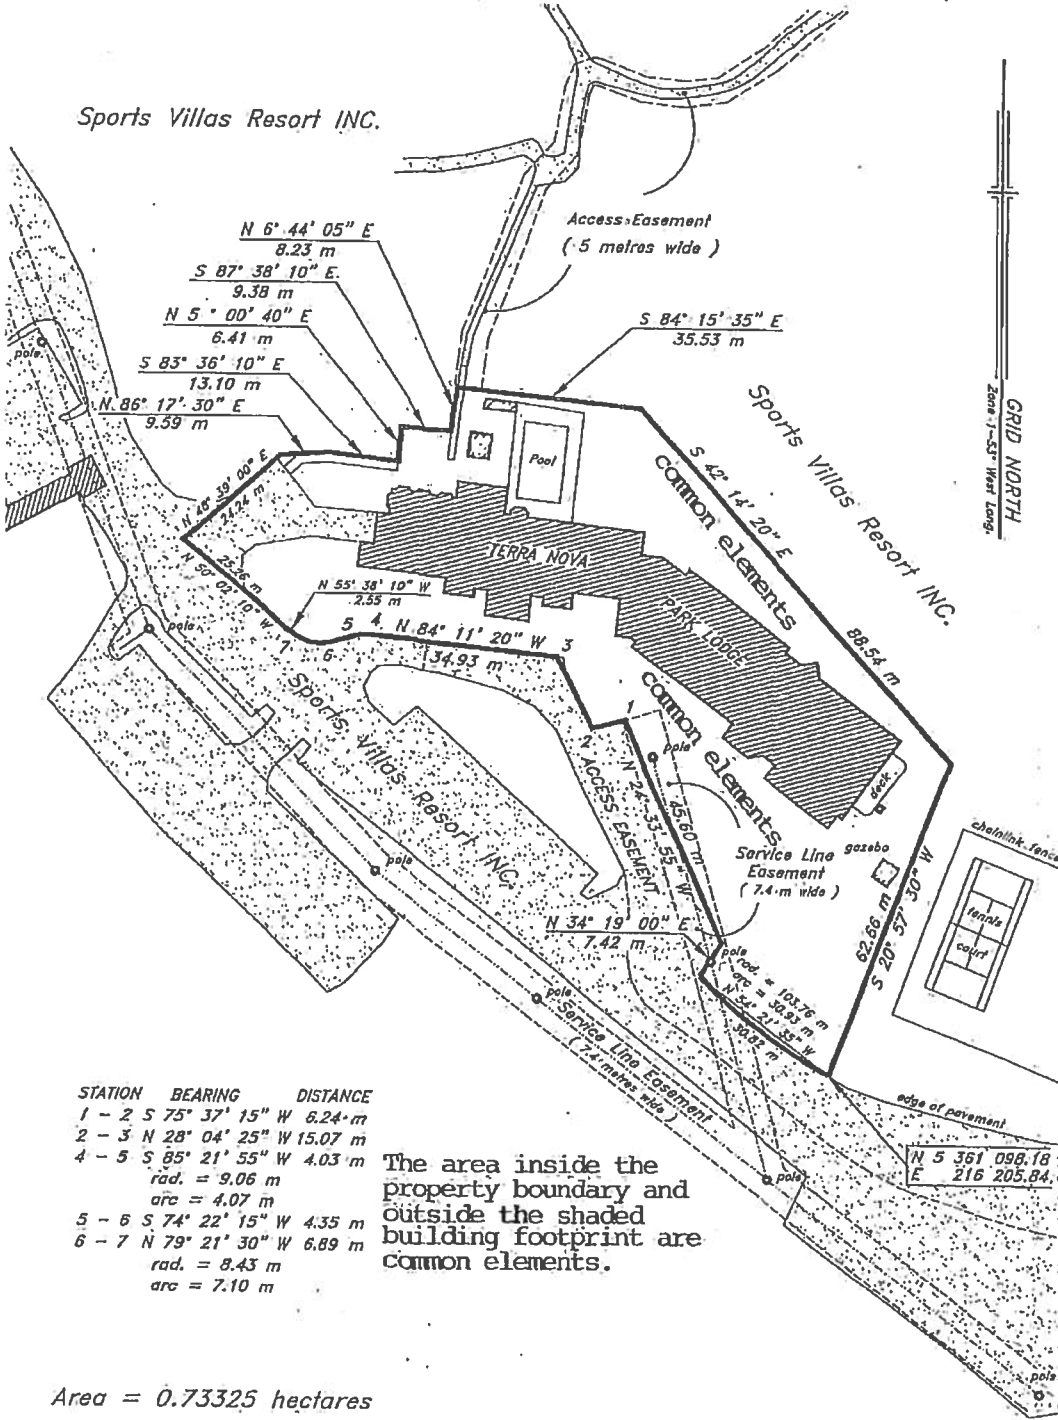 Sports Villas Resort INC.
Access Easement
( 5 metres wide )
N 6° 44' 05" E
8.23 m
S 87° 38' 10" E
9.38 m
N 5° 00' 40" E
6.41 m
S 83° 36' 10" E
13.10 m
N 86° 17' 30" E
9.59 m
S 84° 15' 35" E
35.53 m
GRID NORTH
Zone 1-53° West Long.
pole
N 48° 39' 00" E
24.24 m
Pool
Sports Villas Resort INC.
S 42° 14' 20" E
88.54 m
common elements
TERRA NOVA
PARK LODGE
25.26 m
N 50° 02' 10" W
N 55° 38' 10" W
2.55 m
pole
7
6
5
4
N 84° 11' 20" W
34.93 m
3
2
1
Sports Villas Resort INC.
common elements
pole
deck
ACCESS EASEMENT
N 24° 33' 55" W
45.60 m
Service Line
Easement
( 7.4 m wide )
gazebo
chainlink fence
tennis
court
62.66 m
S 20° 57' 30" W
pole
N 34° 19' 00" E
7.42 m
pole
rad. = 103.76 m
arc = 30.93 m
N 54° 21' 35" W
30.82 m
pole
Service Line Easement
( 7.4 metres wide )
edge of pavement
N 5 361 098.18
E 216 205.84
pole
pole
STATION BEARING DISTANCE
1 - 2 S 75° 37' 15" W 6.24 m
2 - 3 N 28° 04' 25" W 15.07 m
4 - 5 S 85° 21' 55" W 4.03 m
rad. = 9.06 m
arc = 4.07 m
5 - 6 S 74° 22' 15" W 4.35 m
6 - 7 N 79° 21' 30" W 6.89 m
rad. = 8.43 m
arc = 7.10 m
The area inside the
property boundary and
outside the shaded
building footprint are
common elements.
Area = 0.73325 hectares